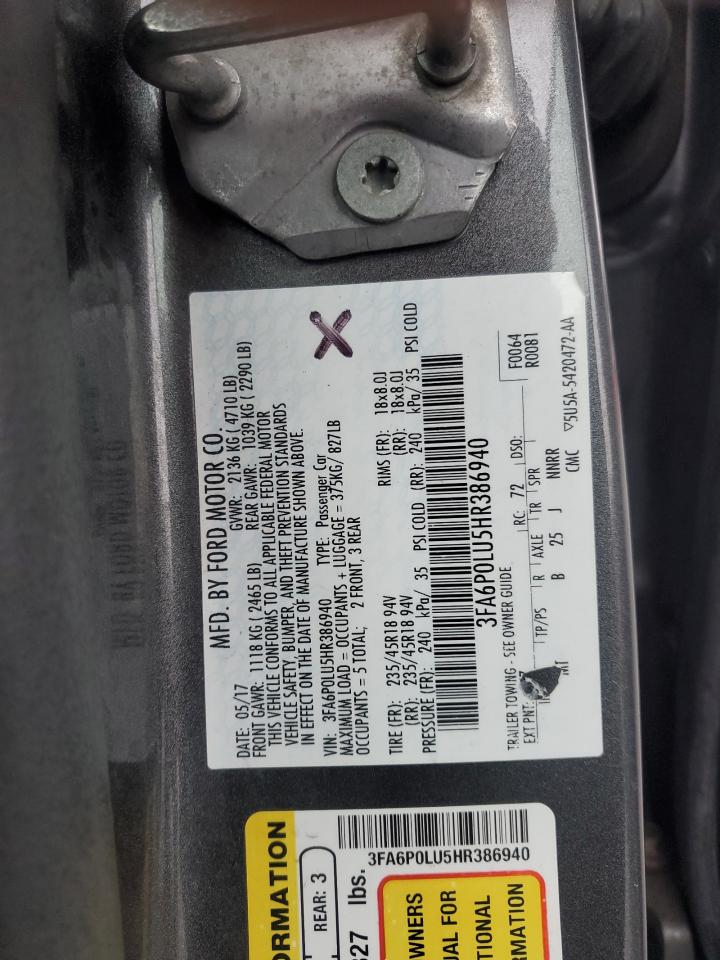 MFD. BY FORD MOTOR CO.
DATE: 05/17 GVWR: 2136 KG ( 4710 LB)
FRONT GAWR: 1118 KG ( 2465 LB) REAR GAWR: 1039 KG ( 2290 LB)
THIS VEHICLE CONFORMS TO ALL APPLICABLE FEDERAL MOTOR
VEHICLE SAFETY, BUMPER, AND THEFT PREVENTION STANDARDS
IN EFFECT ON THE DATE OF MANUFACTURE SHOWN ABOVE.
VIN: 3FA6P0LU5HR386940 TYPE: Passenger Car
MAXIMUM LOAD = OCCUPANTS + LUGGAGE = 375KG/ 827LB
OCCUPANTS = 5 TOTAL; 2 FRONT, 3 REAR
X
TIRE (FR): 235/45R18 94V RIMS (FR): 18x8.0J
(RR): 235/45R18 94V (RR): 18x8.0J
PRESSURE (FR): 240 kPa/ 35 PSI COLD (RR): 240 kPa/ 35 PSI COLD
3FA6P0LU5HR386940
TRAILER TOWING - SEE OWNER GUIDE RC: 72 DSO: F0064
EXT PNT: R0081
TP/PS R AXLE TR SPR
B 25 J NNRR
CMC
▽5U5A-5420472-AA
3FA6P0LU5HR386940
ORMATION
REAR: 3
327 lbs.
OWNERS
UAL FOR
TIONAL
RMATION